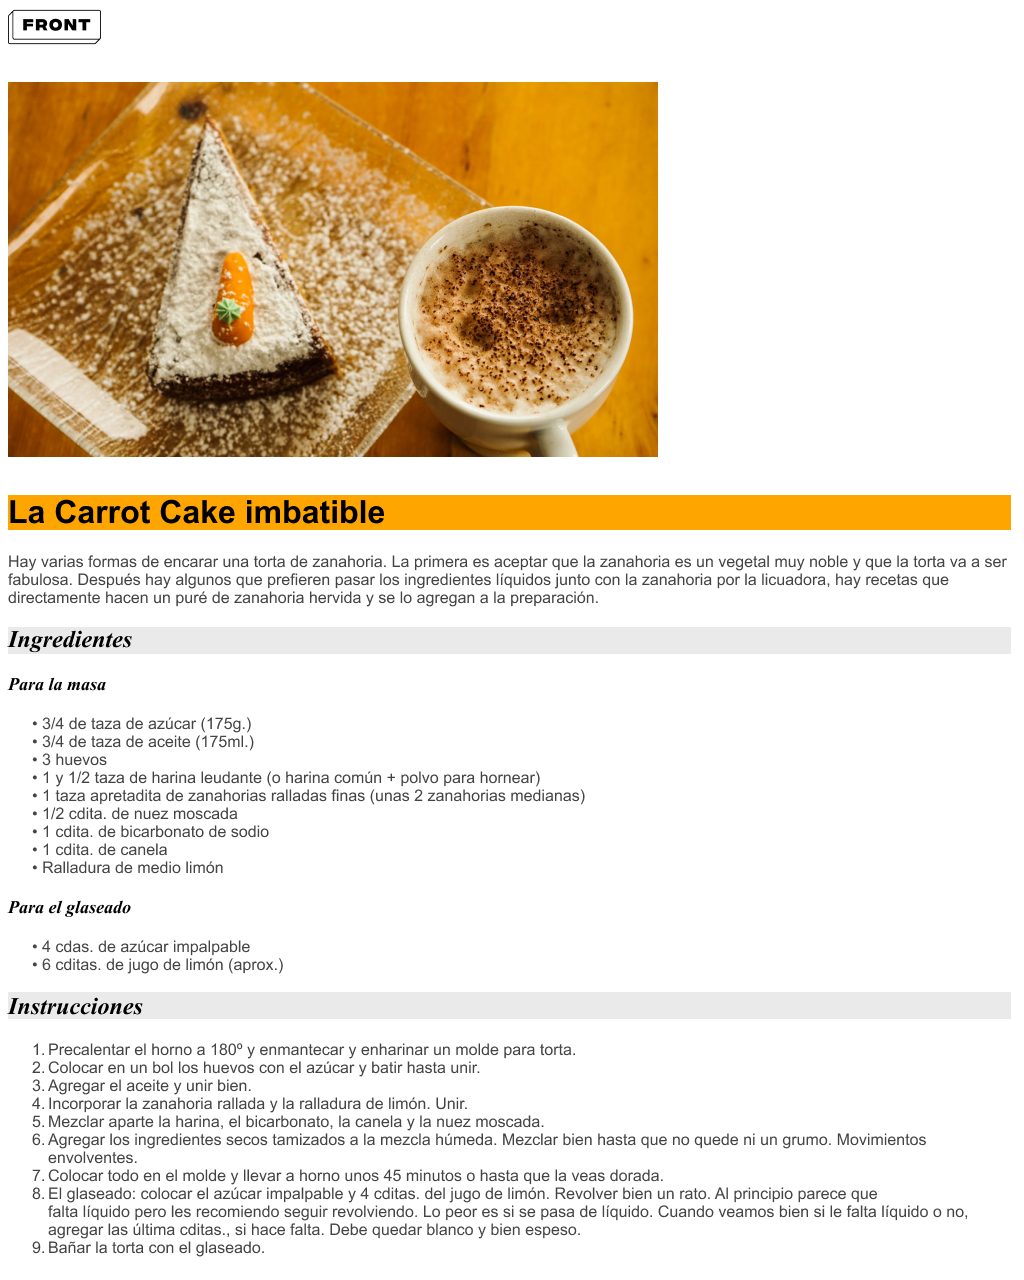 FRONT
La Carrot Cake imbatible
Hay varias formas de encarar una torta de zanahoria. La primera es aceptar que la zanahoria es un vegetal muy noble y que la torta va a ser
fabulosa. Después hay algunos que prefieren pasar los ingredientes líquidos junto con la zanahoria por la licuadora, hay recetas que
directamente hacen un puré de zanahoria hervida y se lo agregan a la preparación.
Ingredientes
Para la masa
• 3/4 de taza de azúcar (175g.)
• 3/4 de taza de aceite (175ml.)
• 3 huevos
• 1 y 1/2 taza de harina leudante (o harina común + polvo para hornear)
• 1 taza apretadita de zanahorias ralladas finas (unas 2 zanahorias medianas)
• 1/2 cdita. de nuez moscada
• 1 cdita. de bicarbonato de sodio
• 1 cdita. de canela
• Ralladura de medio limón
Para el glaseado
• 4 cdas. de azúcar impalpable
• 6 cditas. de jugo de limón (aprox.)
Instrucciones
1. Precalentar el horno a 180º y enmantecar y enharinar un molde para torta.
2. Colocar en un bol los huevos con el azúcar y batir hasta unir.
3. Agregar el aceite y unir bien.
4. Incorporar la zanahoria rallada y la ralladura de limón. Unir.
5. Mezclar aparte la harina, el bicarbonato, la canela y la nuez moscada.
6. Agregar los ingredientes secos tamizados a la mezcla húmeda. Mezclar bien hasta que no quede ni un grumo. Movimientos
envolventes.
7. Colocar todo en el molde y llevar a horno unos 45 minutos o hasta que la veas dorada.
8. El glaseado: colocar el azúcar impalpable y 4 cditas. del jugo de limón. Revolver bien un rato. Al principio parece que
falta líquido pero les recomiendo seguir revolviendo. Lo peor es si se pasa de líquido. Cuando veamos bien si le falta líquido o no,
agregar las última cditas., si hace falta. Debe quedar blanco y bien espeso.
9. Bañar la torta con el glaseado.